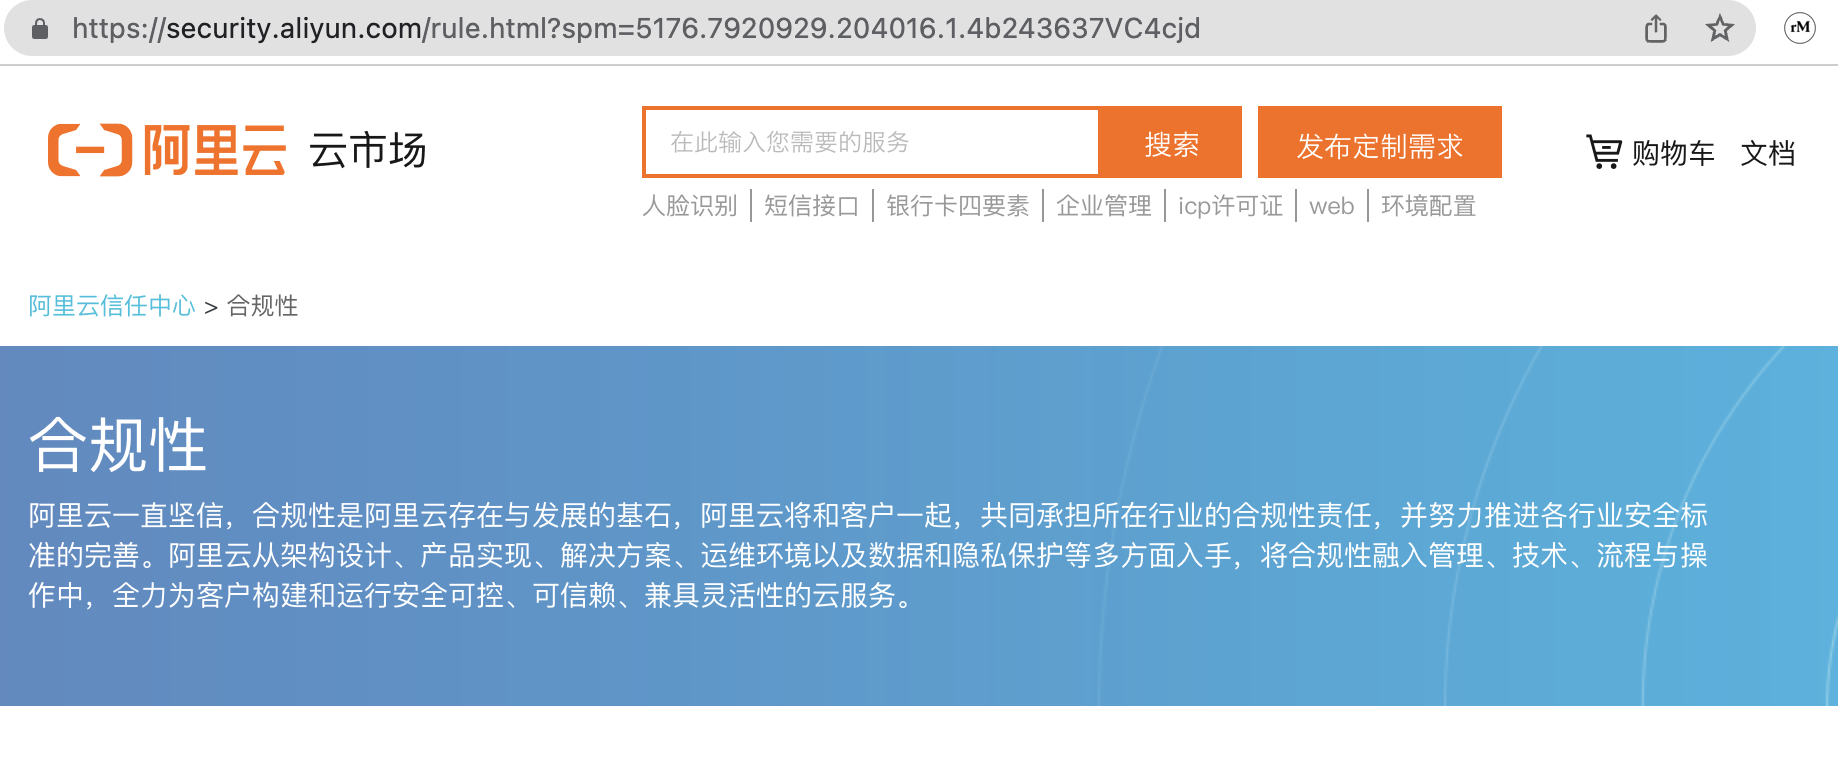 https://security.aliyun.com/rule.html?spm=5176.7920929.204016.1.4b243637VC4cjd
rM
阿里云 云市场
在此输入您需要的服务 搜索 发布定制需求
购物车 文档
人脸识别 | 短信接口 | 银行卡四要素 | 企业管理 | icp许可证 | web | 环境配置
阿里云信任中心 > 合规性
合规性
阿里云一直坚信，合规性是阿里云存在与发展的基石，阿里云将和客户一起，共同承担所在行业的合规性责任，并努力推进各行业安全标
准的完善。阿里云从架构设计、产品实现、解决方案、运维环境以及数据和隐私保护等多方面入手，将合规性融入管理、技术、流程与操
作中，全力为客户构建和运行安全可控、可信赖、兼具灵活性的云服务。